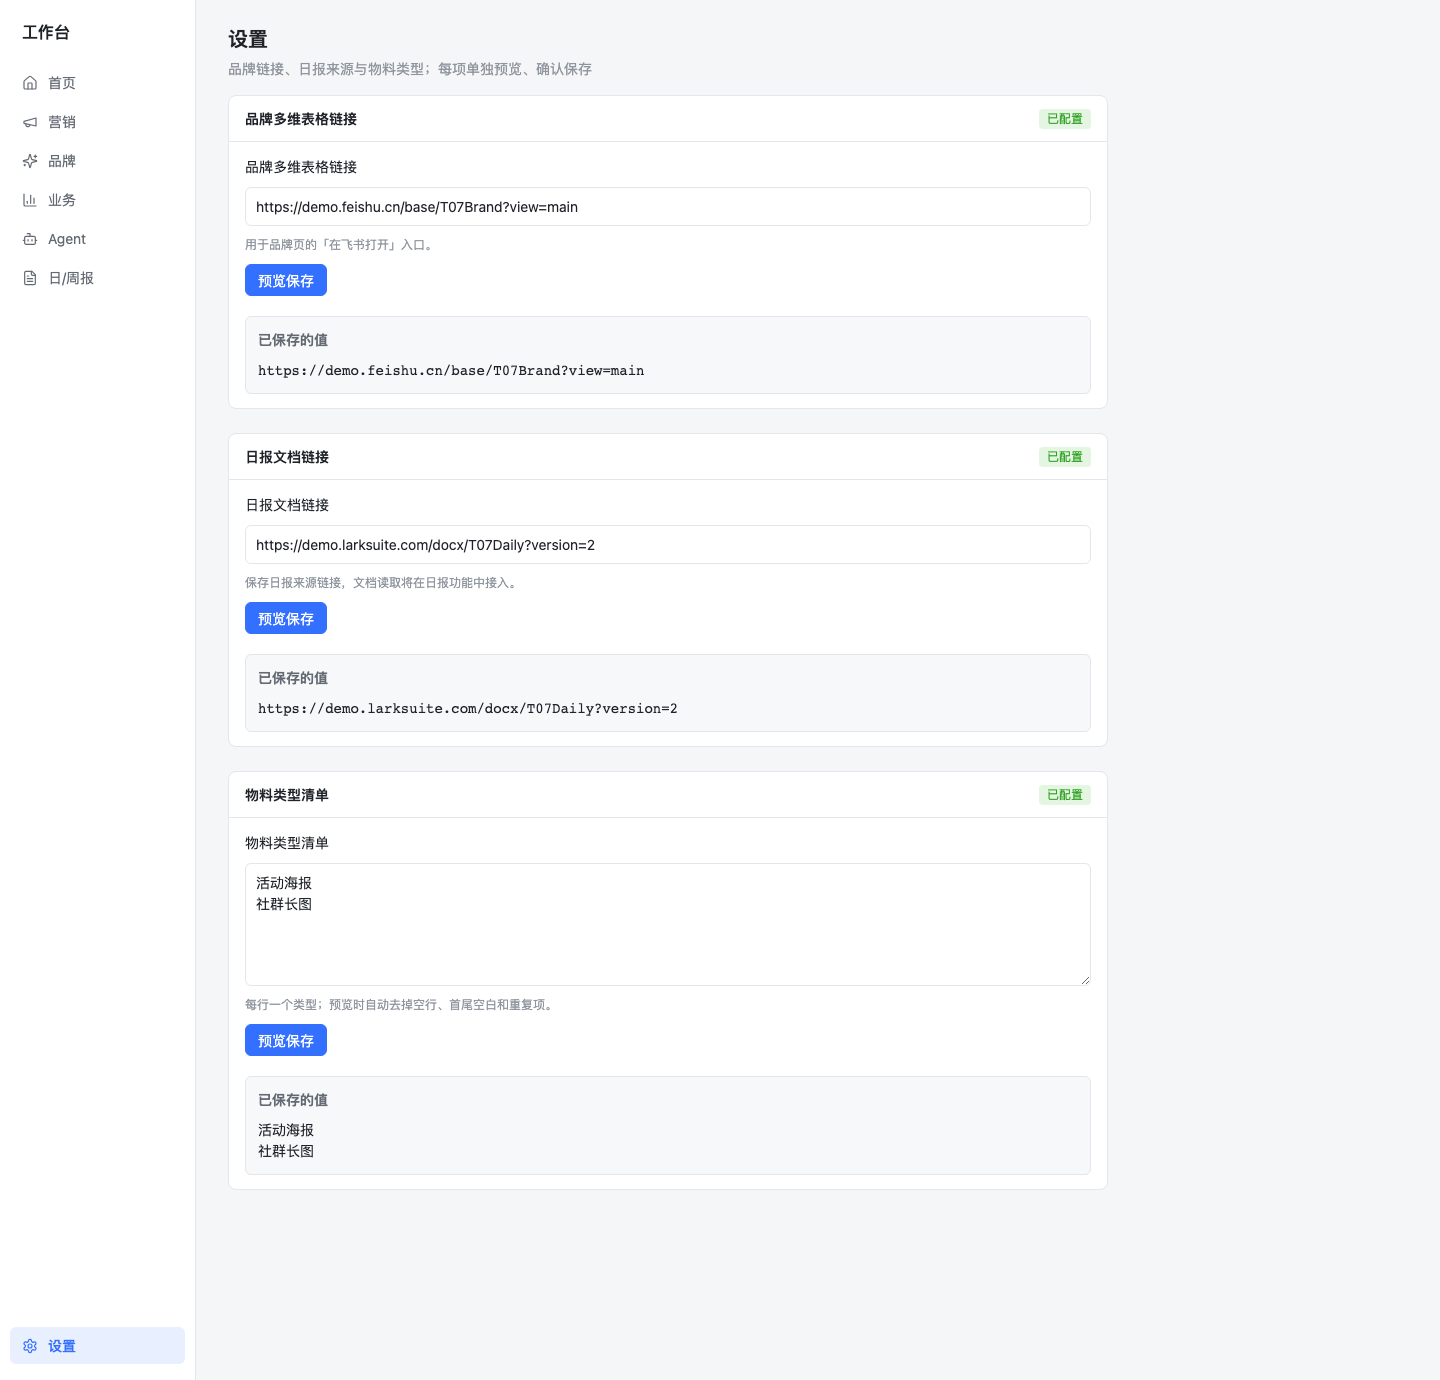 工作台
首页
营销
品牌
业务
Agent
日/周报
设置
设置
品牌链接、日报来源与物料类型；每项单独预览、确认保存
品牌多维表格链接
已配置
品牌多维表格链接
https://demo.feishu.cn/base/T07Brand?view=main
用于品牌页的「在飞书打开」入口。
预览保存
已保存的值
https://demo.feishu.cn/base/T07Brand?view=main
日报文档链接
已配置
日报文档链接
https://demo.larksuite.com/docx/T07Daily?version=2
保存日报来源链接，文档读取将在日报功能中接入。
预览保存
已保存的值
https://demo.larksuite.com/docx/T07Daily?version=2
物料类型清单
已配置
物料类型清单
活动海报
社群长图
每行一个类型；预览时自动去掉空行、首尾空白和重复项。
预览保存
已保存的值
活动海报
社群长图